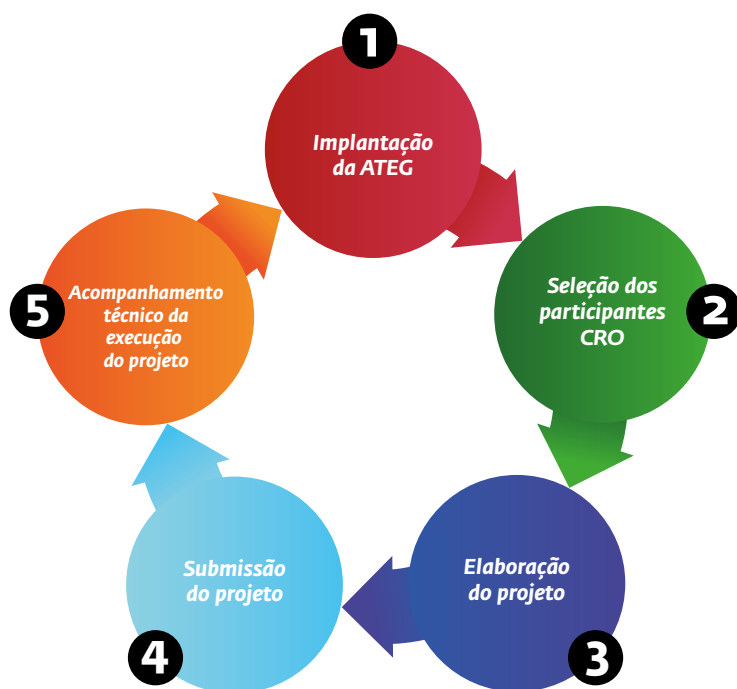 1
Implantação
da ATEG
2
Seleção dos
participantes
CRO
3
Elaboração
do projeto
4
Submissão
do projeto
5
Acompanhamento
técnico da
execução
do projeto